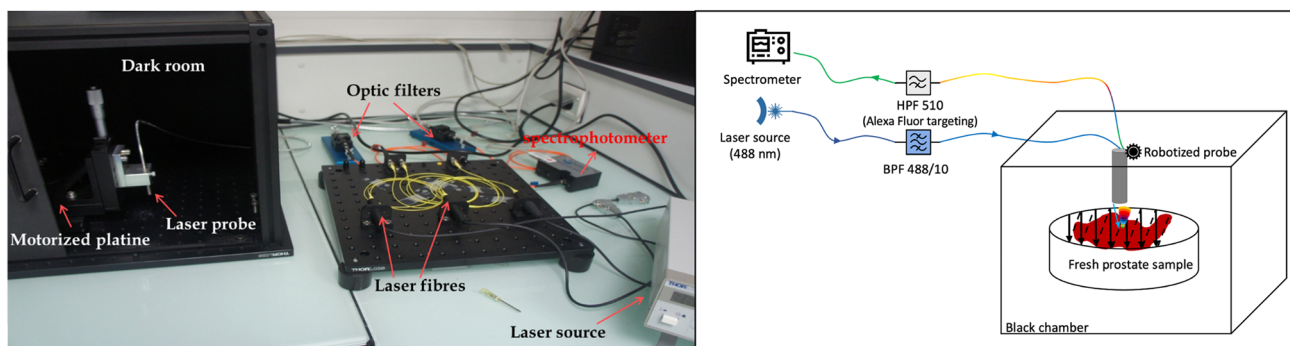 Dark room
Optic filters
spectrophotometer
Laser probe
Motorized platine
Laser fibres
Laser source
THORLABS
THOR
Spectrometer
HPF 510
(Alexa Fluor targeting)
Laser source
(488 nm)
BPF 488/10
Robotized probe
Fresh prostate sample
Black chamber